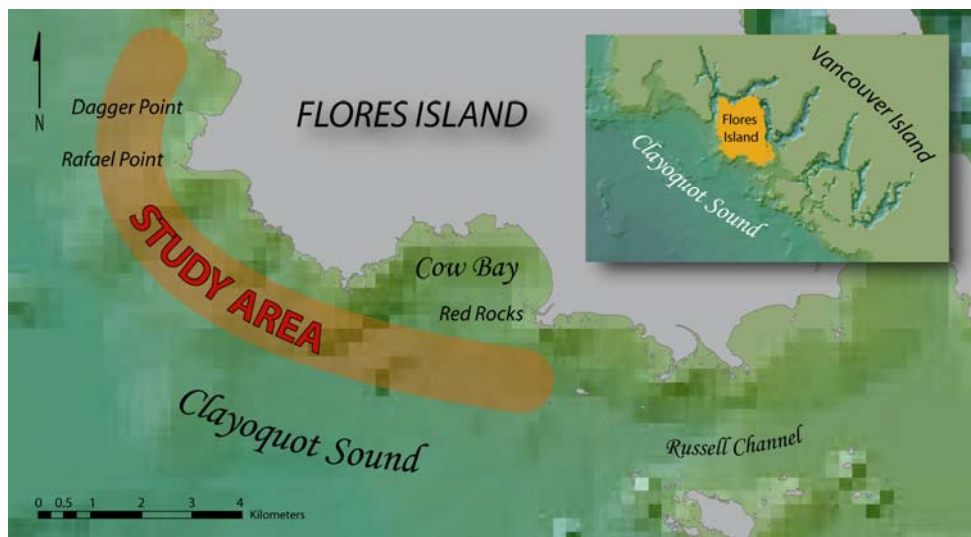 N
Dagger Point
Rafael Point
FLORES ISLAND
STUDY AREA
Cow Bay
Red Rocks
Clayoquot Sound
Russell Channel
0 0.5 1 2 3 4
Kilometers
Vancouver Island
Flores
Island
Clayoquot Sound